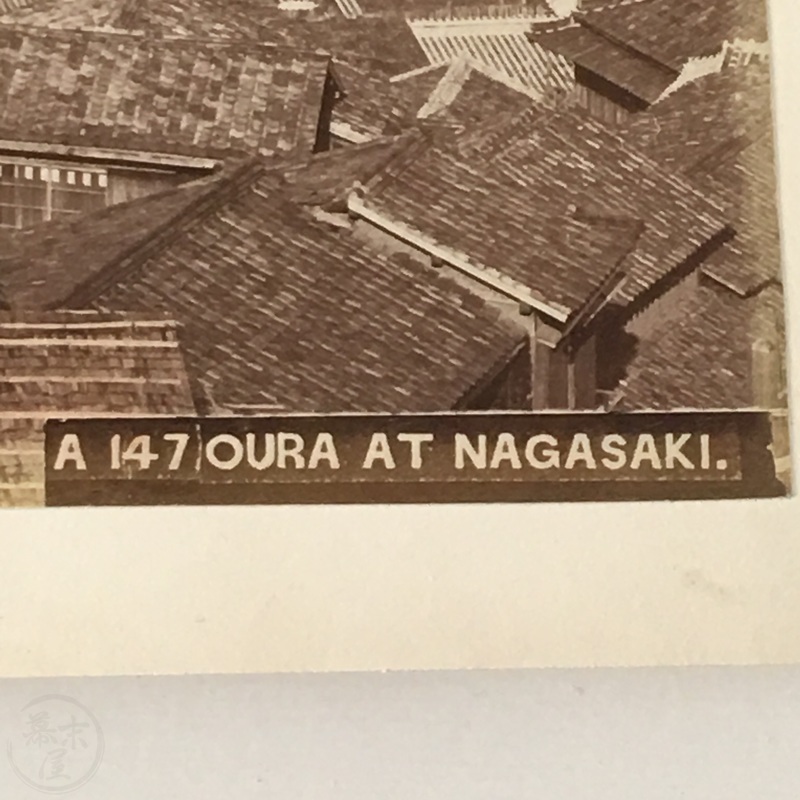 A 147 OURA AT NAGASAKI.
幕末
屋